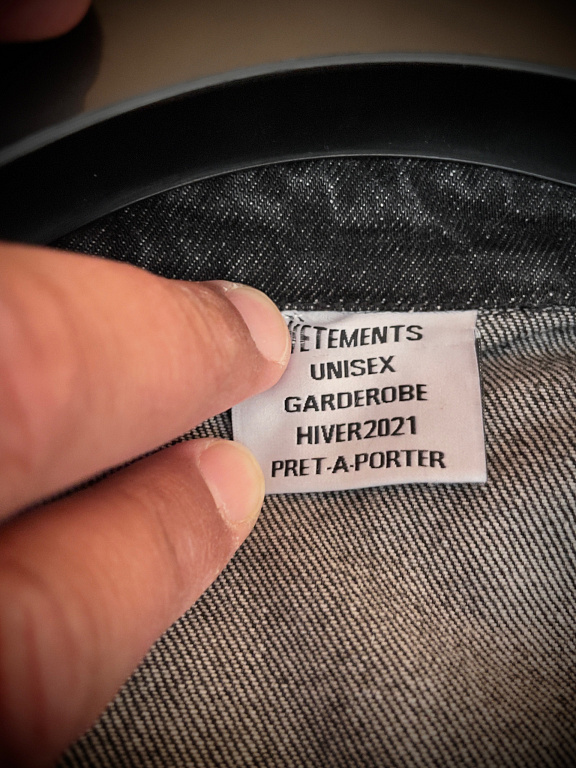 VETEMENTS
UNISEX
GARDEROBE
HIVER2021
PRET-A-PORTER